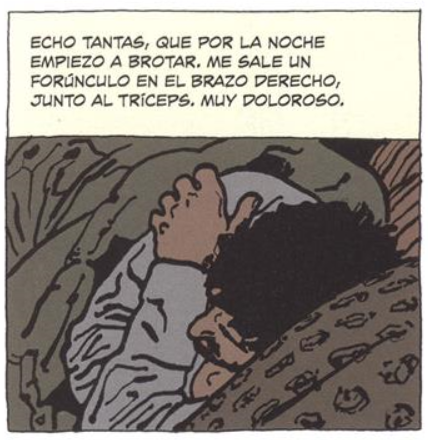 ECHO TANTAS, QUE POR LA NOCHE
EMPIEZO A BROTAR. ME SALE UN
FORÚNCULO EN EL BRAZO DERECHO,
JUNTO AL TRÍCEPS. MUY DOLOROSO.